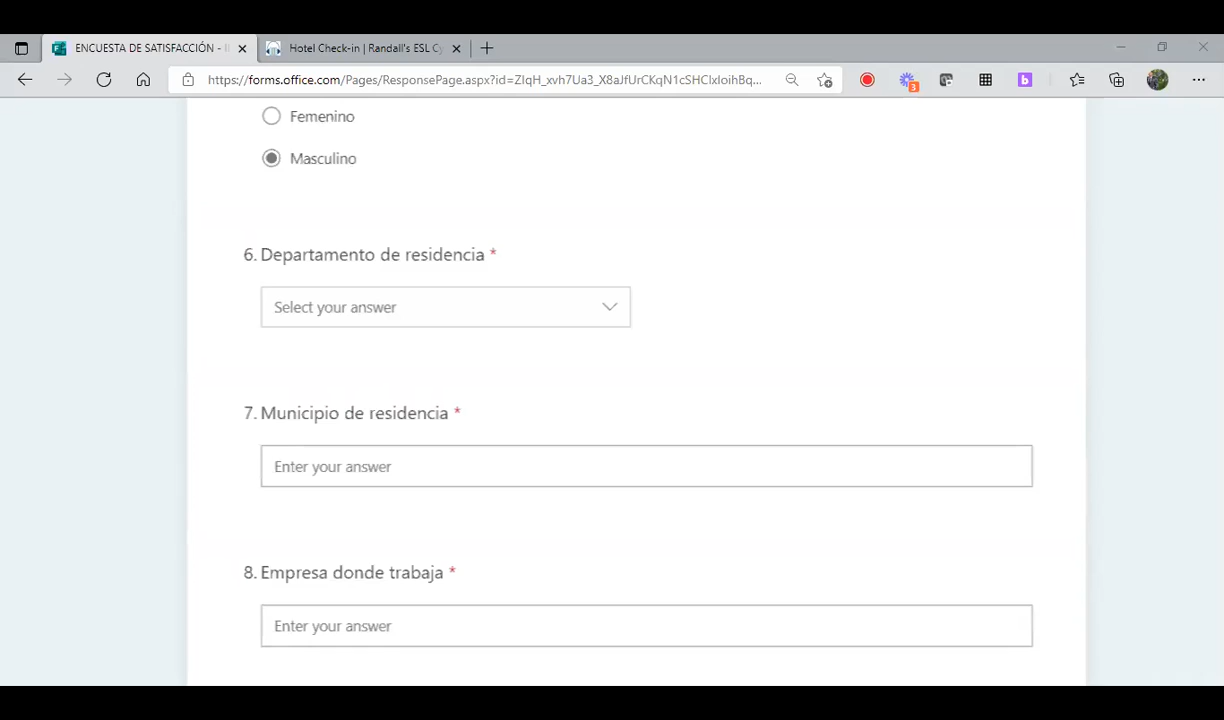 ENCUESTA DE SATISFACCIÓN -
Hotel Check-in | Randall's ESL Cy
https://forms.office.com/Pages/ResponsePage.aspx?id=ZIqH_xvh7Ua3_X8aJfUrCKqN1cSHClxIoihBq...
3
b
Femenino
Masculino
6. Departamento de residencia *
Select your answer
7. Municipio de residencia *
Enter your answer
8. Empresa donde trabaja *
Enter your answer